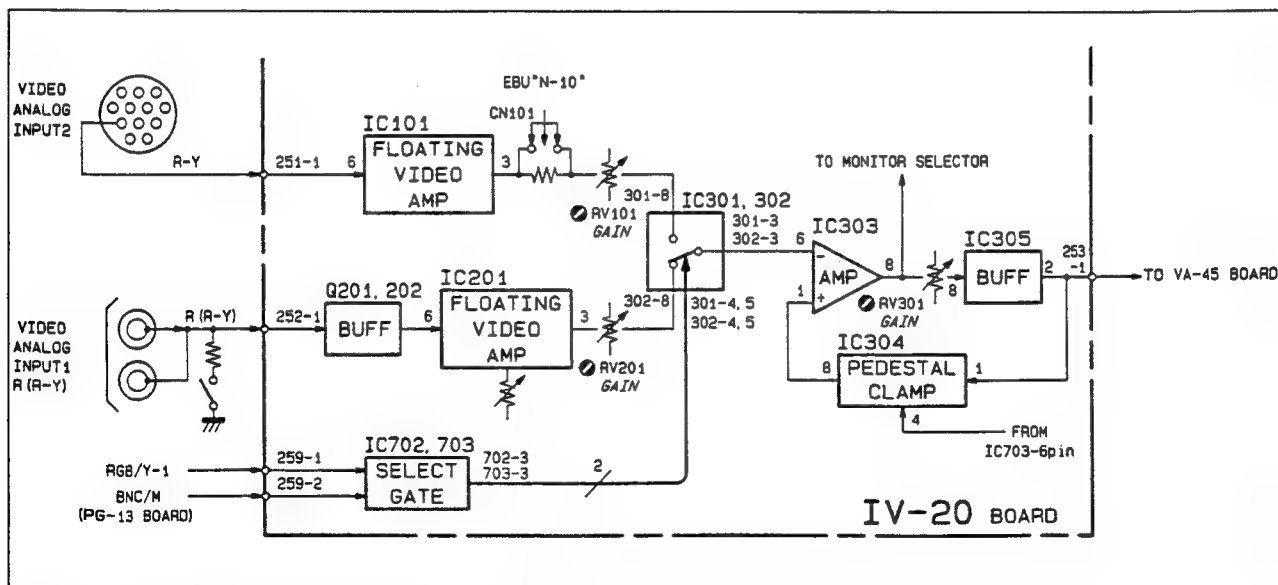 VIDEO
ANALOG
INPUT2
R-Y
251-1
6
IC101
FLOATING
VIDEO
AMP
3
EBU"N-10"
CN101
RV101
GAIN
301-8
IC301, 302
301-3
302-3
TO MONITOR SELECTOR
6
IC303
AMP
-
+
1
8
RV301
GAIN
8
IC305
BUFF
2
253
-1
TO VA-45 BOARD
VIDEO
ANALOG
INPUT1
R(R-Y)
R(R-Y)
252-1
Q201, 202
BUFF
6
IC201
FLOATING
VIDEO
AMP
3
RV201
GAIN
302-8
301-4, 5
302-4, 5
IC304
8
PEDESTAL
CLAMP
1
4
FROM
IC703-6pin
RGB/Y-1
259-1
BNC/M
(PG-13 BOARD)
259-2
IC702, 703
SELECT
GATE
702-3
703-3
2
IV-20 BOARD